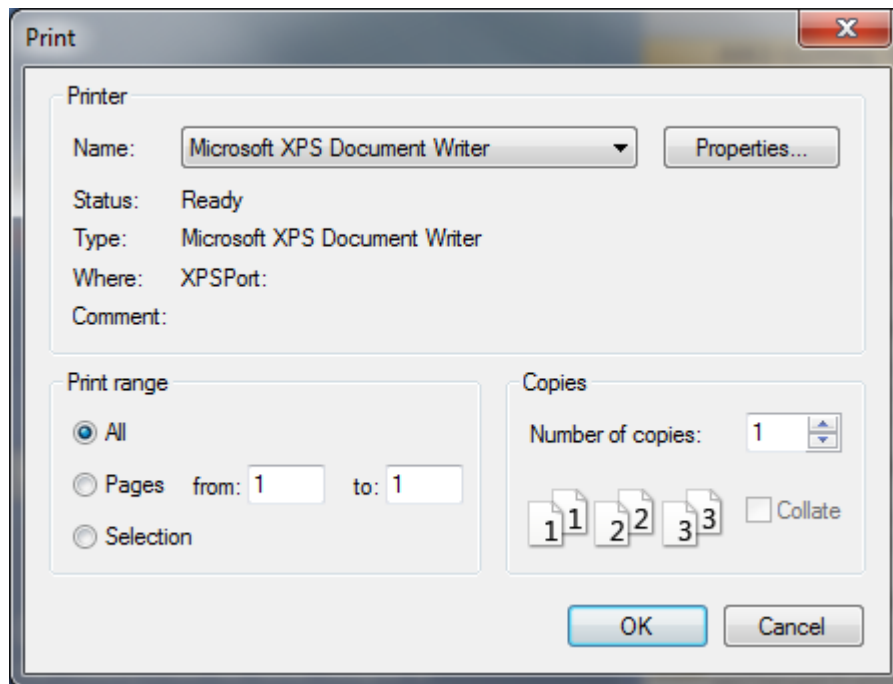 Print
Printer
Name: Microsoft XPS Document Writer Properties...
Status: Ready
Type: Microsoft XPS Document Writer
Where: XPSPort:
Comment:
Print range
All
Pages from: 1 to: 1
Selection
Copies
Number of copies: 1
1 1 2 2 3 3 Collate
OK Cancel